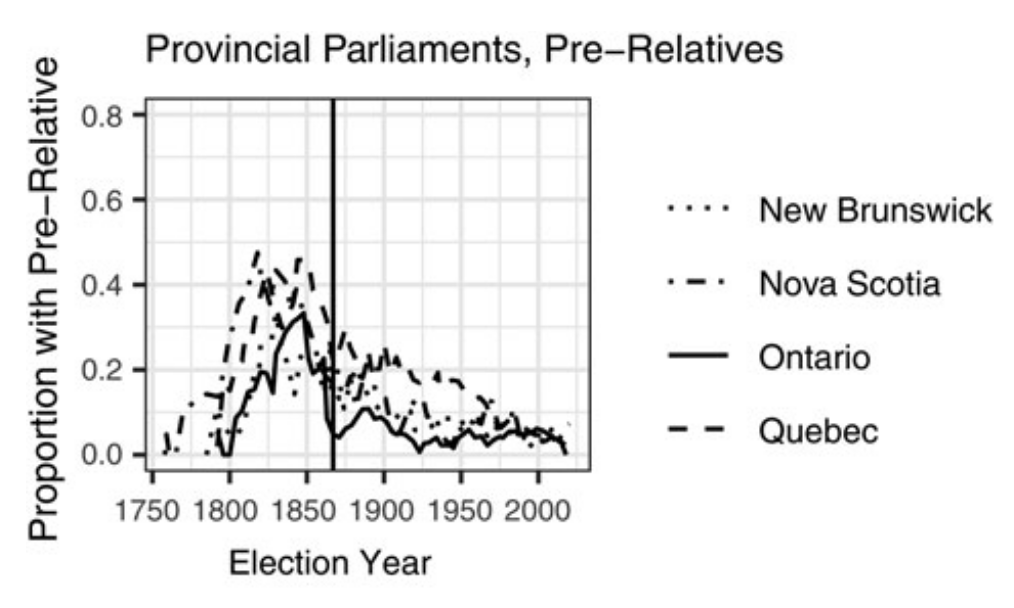 Provincial Parliaments, Pre−Relatives
Proportion with Pre−Relative
0.8
0.6
0.4
0.2
0.0
1750 1800 1850 1900 1950 2000
Election Year
New Brunswick
Nova Scotia
Ontario
Quebec